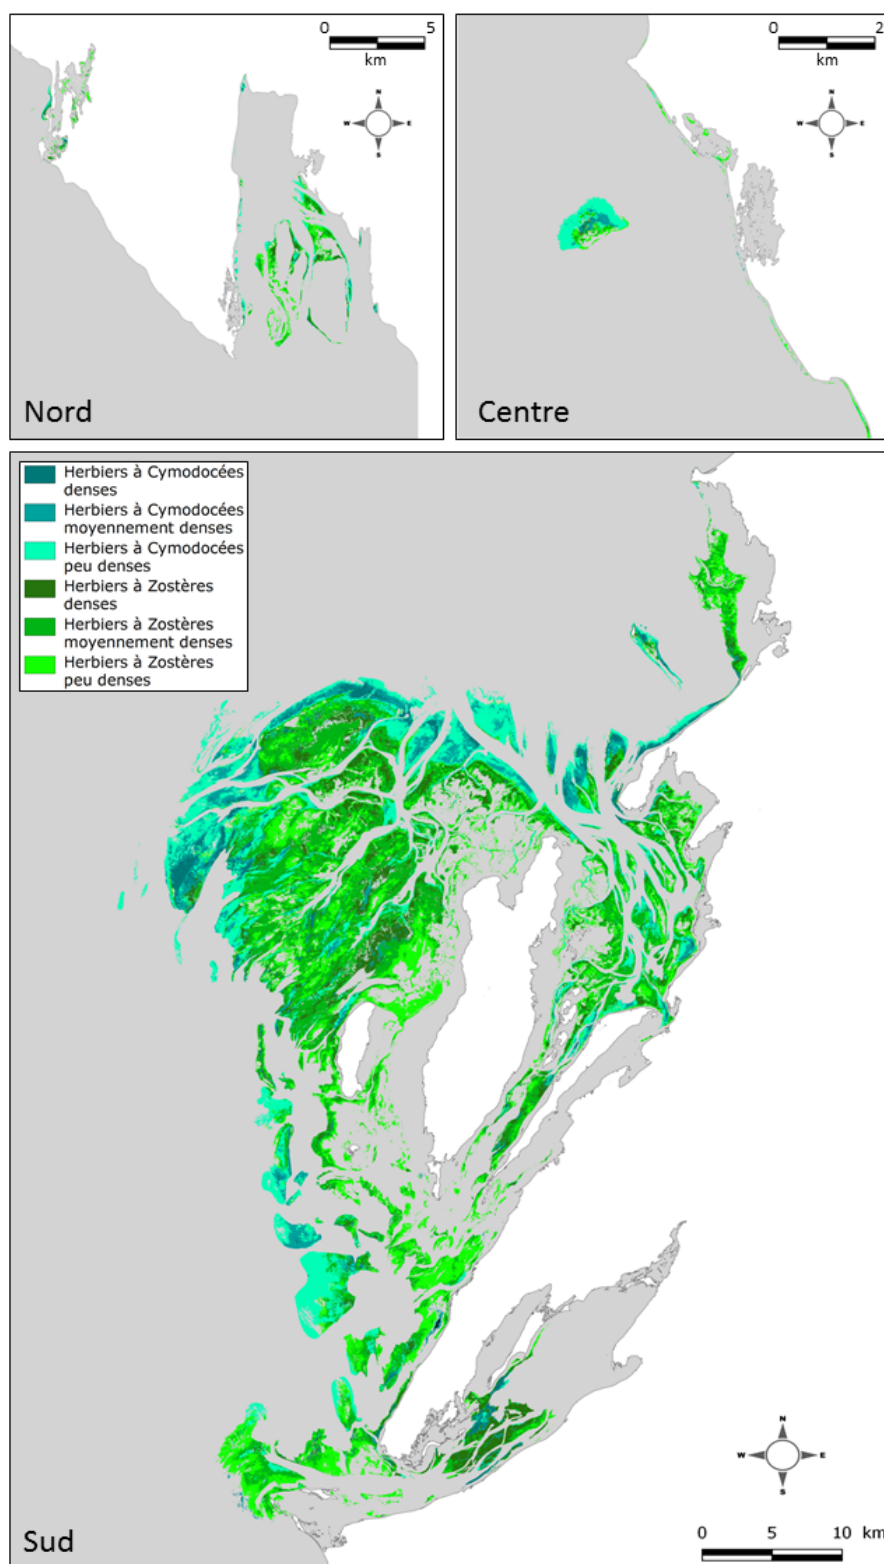 0 5
km
N
W E
S
Nord
0 2
km
N
W E
S
Centre
Herbiers à Cymodocées
denses
Herbiers à Cymodocées
moyennement denses
Herbiers à Cymodocées
peu denses
Herbiers à Zostères
denses
Herbiers à Zostères
moyennement denses
Herbiers à Zostères
peu denses
N
W E
S
Sud
0 5 10 km